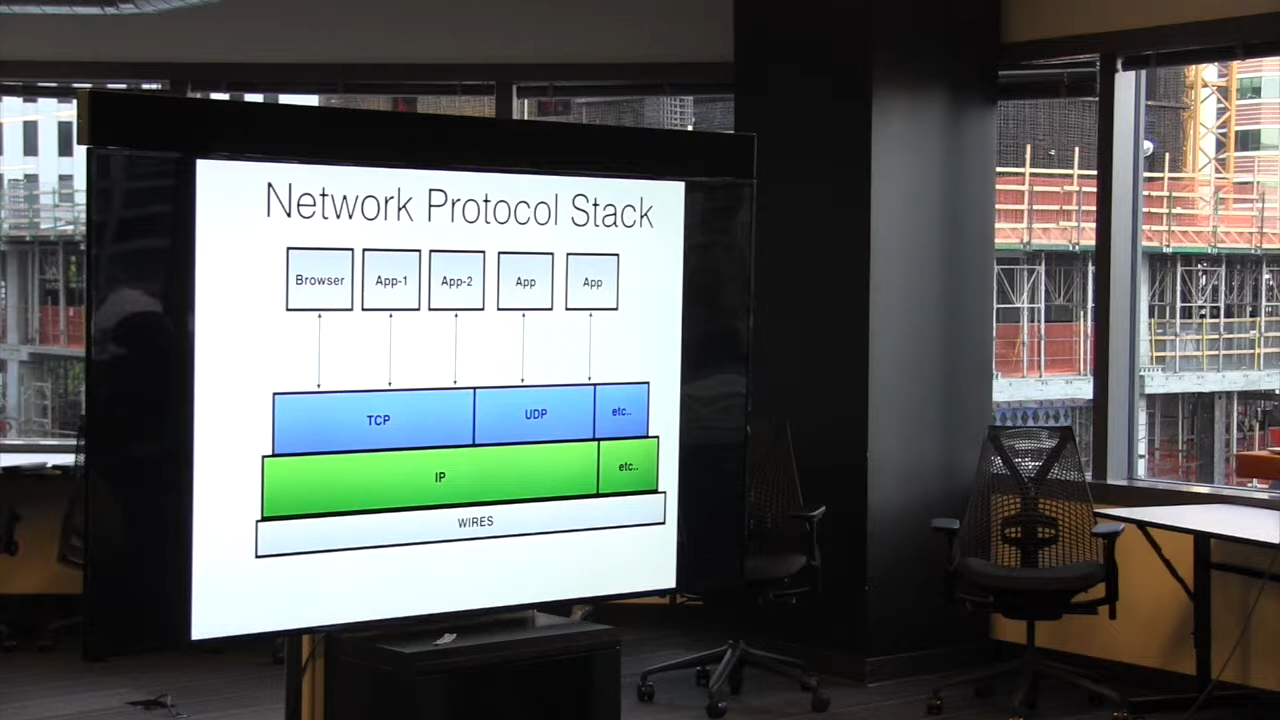 Network Protocol Stack
Browser
App-1
App-2
App
App
TCP
UDP
etc..
IP
etc..
WIRES